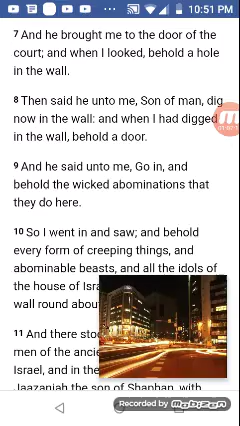 10:51 PM
7 And he brought me to the door of the
court; and when I looked, behold a hole
in the wall.
8 Then said he unto me, Son of man, dig
now in the wall: and when I had digged
in the wall, behold a door.
9 And he said unto me, Go in, and
behold the wicked abominations that
they do here.
10 So I went in and saw; and behold
every form of creeping things, and
abominable beasts, and all the idols of
the house of Isra
wall round abou
11 And there stoo
men of the ancie
Israel, and in the
Jaazaniah the son of Shaphan, with
Recorded by mobizen